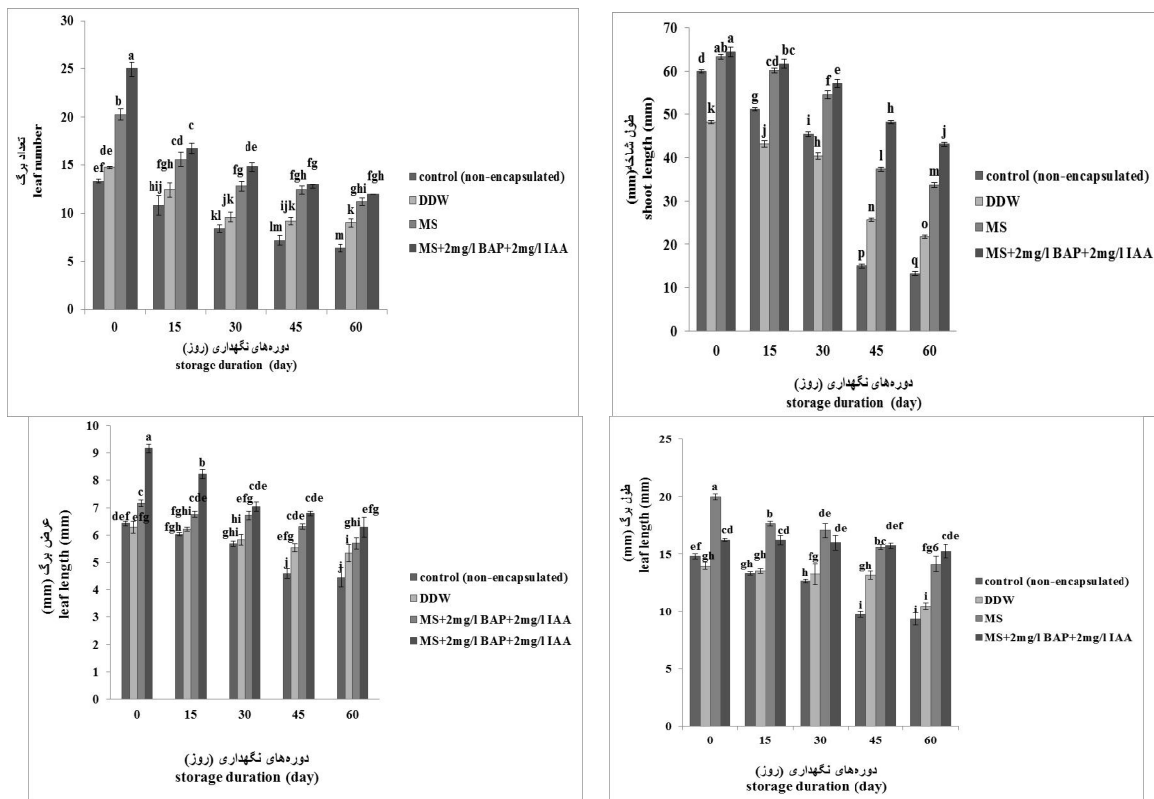 30
25
20
15
10
5
0
تعداد برگ
leaf number
ef de b a
hij fgh cd c
kl jk fg de
lm ijk fgh fg
m k ghi fgh
0 15 30 45 60
دوره‌های نگهداری (روز)
storage duration (day)
control (non-encapsulated)
DDW
MS
MS+2mg/l BAP+2mg/l IAA
70
60
50
40
30
20
10
0
طول شاخه (mm)
shoot length (mm)
d k ab a
g j cd bc
i h f e
p n l h
q o m j
0 15 30 45 60
دوره‌های نگهداری (روز)
storage duration (day)
control (non-encapsulated)
DDW
MS
MS+2mg/l BAP+2mg/l IAA
10
9
8
7
6
5
4
3
2
1
0
عرض برگ (mm)
leaf length (mm)
def efg c a
fgh fghi cde b
ghi hi efg cde
j efg cde cde
j i ghi efg
0 15 30 45 60
دوره‌های نگهداری (روز)
storage duration (day)
control (non-encapsulated)
DDW
MS+2mg/l BAP+2mg/l IAA
MS+2mg/l BAP+2mg/l IAA
25
20
15
10
5
0
طول برگ (mm)
leaf length (mm)
ef gh a cd
gh gh b cd
h fg de de
i gh bc def
i i fg6 cde
0 15 30 45 60
دوره‌های نگهداری (روز)
storage duration (day)
control (non-encapsulated)
DDW
MS
MS+2mg/l BAP+2mg/l IAA